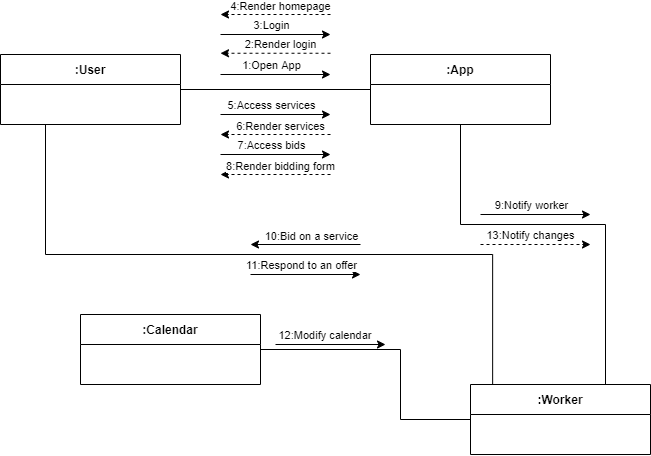 4:Render homepage
3:Login
2:Render login
1:Open App
:User
:App
5:Access services
6:Render services
7:Access bids
8:Render bidding form
9:Notify worker
10:Bid on a service
13:Notify changes
11:Respond to an offer
:Calendar
12:Modify calendar
:Worker